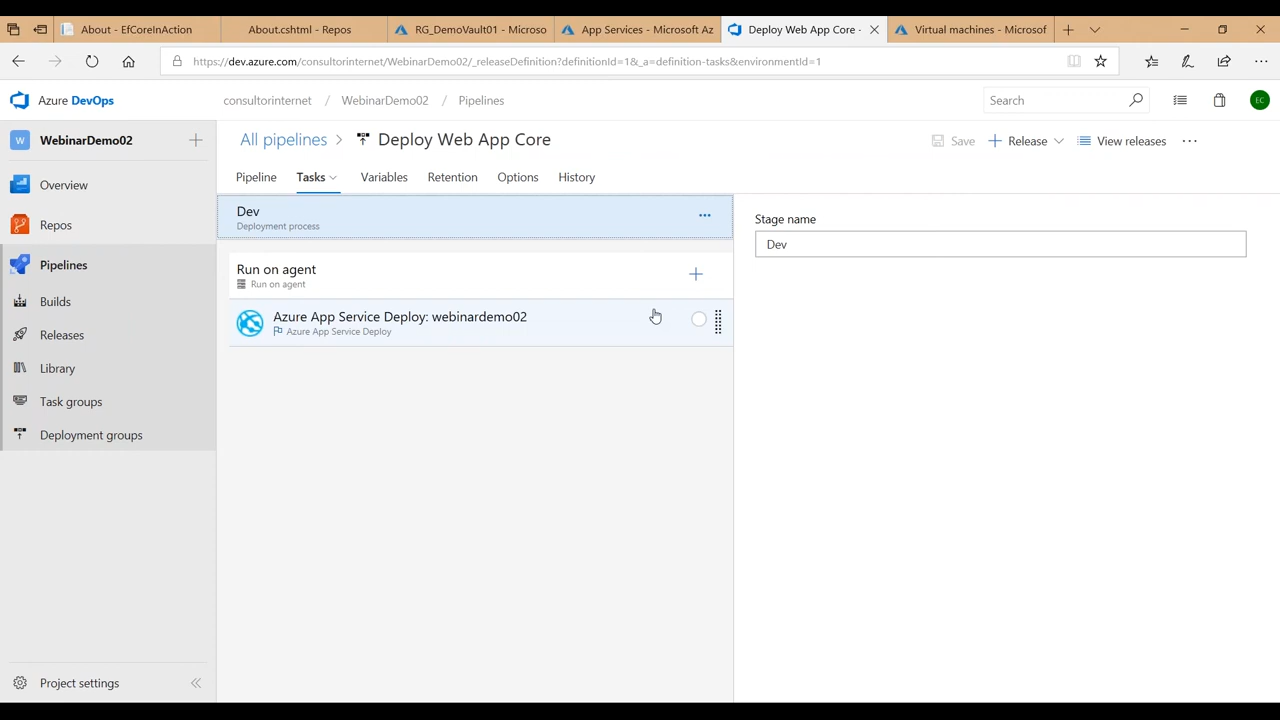 About - EfCoreInAction
About.cshtml - Repos
RG_DemoVault01 - Microso
App Services - Microsoft Az
Deploy Web App Core -
Virtual machines - Microsof
https://dev.azure.com/consultorinternet/WebinarDemo02/_releaseDefinition?definitionId=1&_a=definition-tasks&environmentId=1
Azure DevOps
consultorinternet / WebinarDemo02 / Pipelines
Search
EC
W WebinarDemo02
All pipelines > Deploy Web App Core
Save
Release
View releases
Pipeline
Tasks
Variables
Retention
Options
History
Overview
Repos
Pipelines
Builds
Releases
Library
Task groups
Deployment groups
Project settings
Dev
Deployment process
Run on agent
Run on agent
Azure App Service Deploy: webinardemo02
Azure App Service Deploy
Stage name
Dev